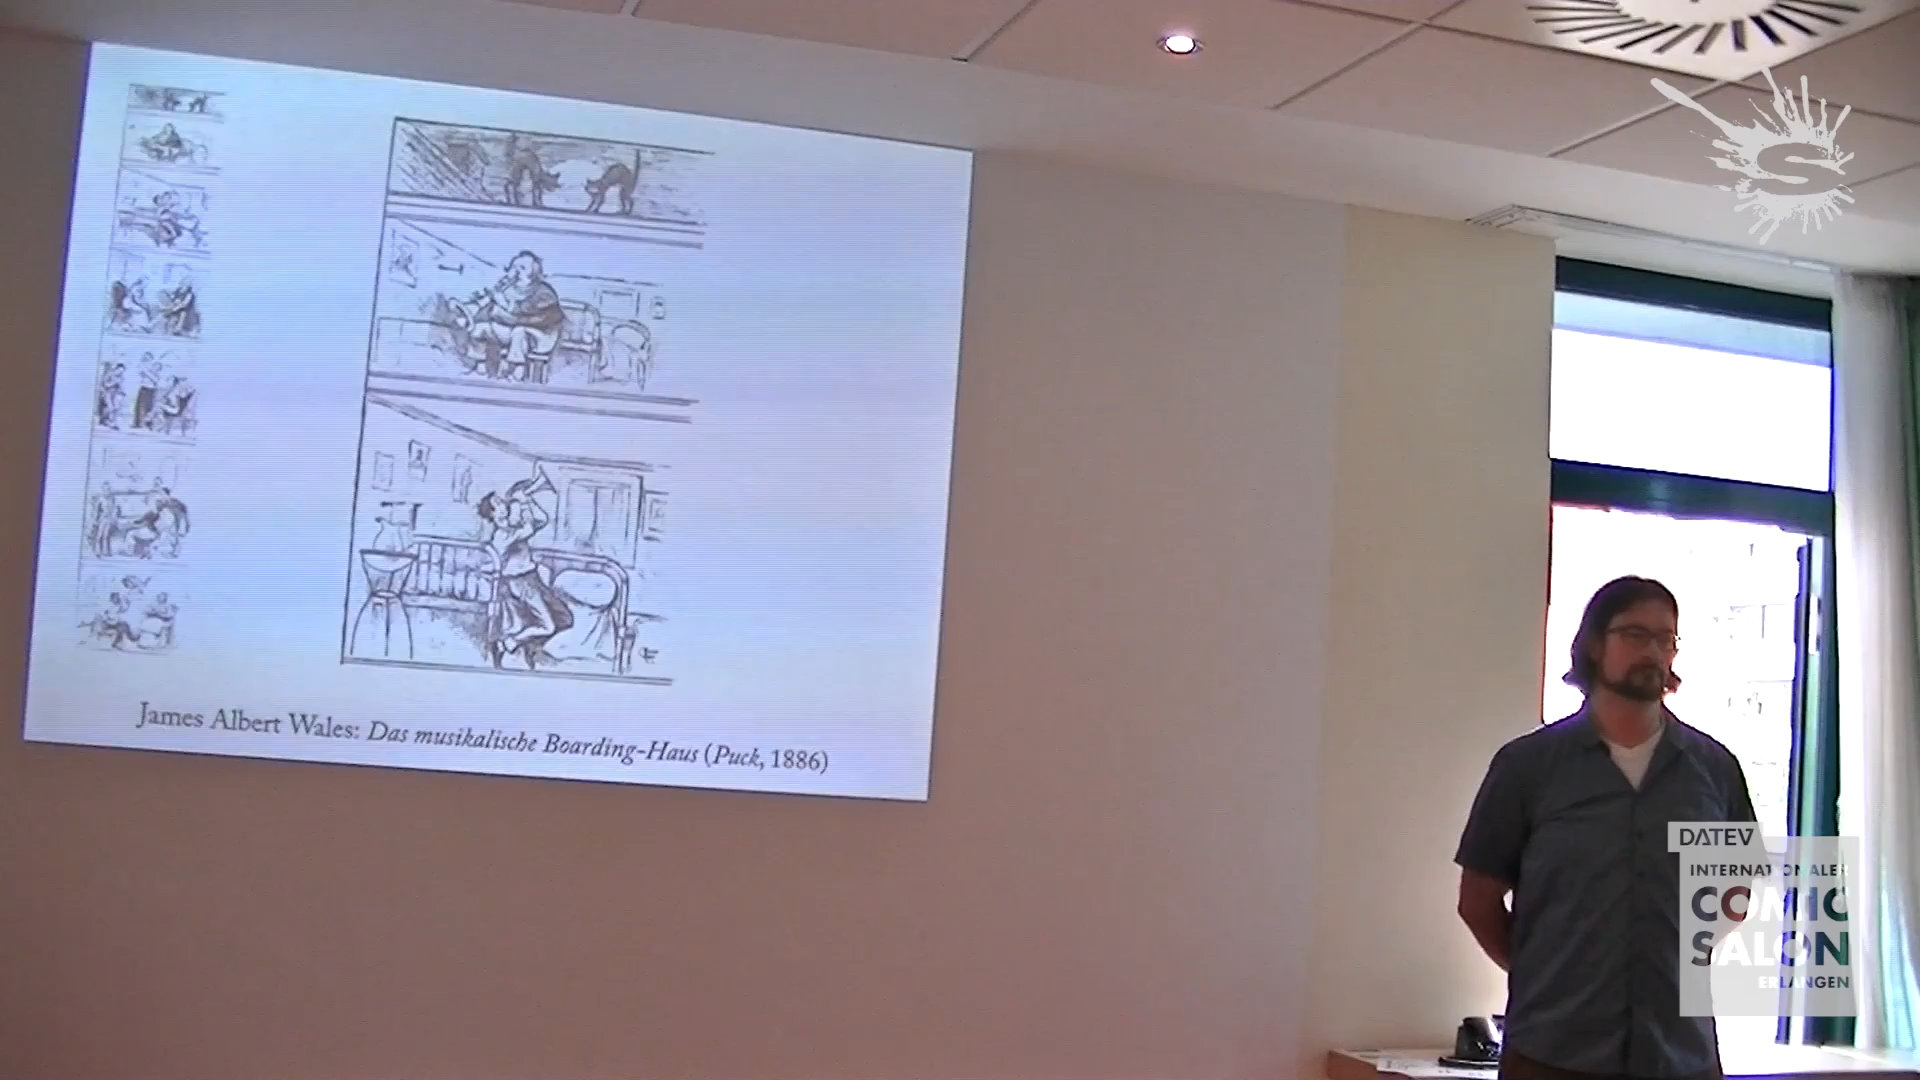 James Albert Wales: Das musikalische Boarding-Haus (Puck, 1886)
DATEV
INTERNATIONALER
COMIC
SALON
ERLANGEN